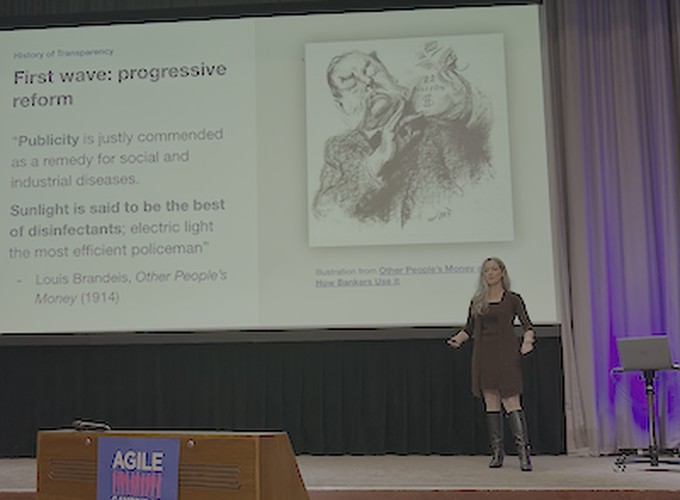 History of Transparency
First wave: progressive
reform
"Publicity is justly commended
as a remedy for social and
industrial diseases.
Sunlight is said to be the best
of disinfectants; electric light
the most efficient policeman"
- Louis Brandeis, Other People's
Money (1914)
Illustration from Other People's Money
How Bankers Use It
AGILE